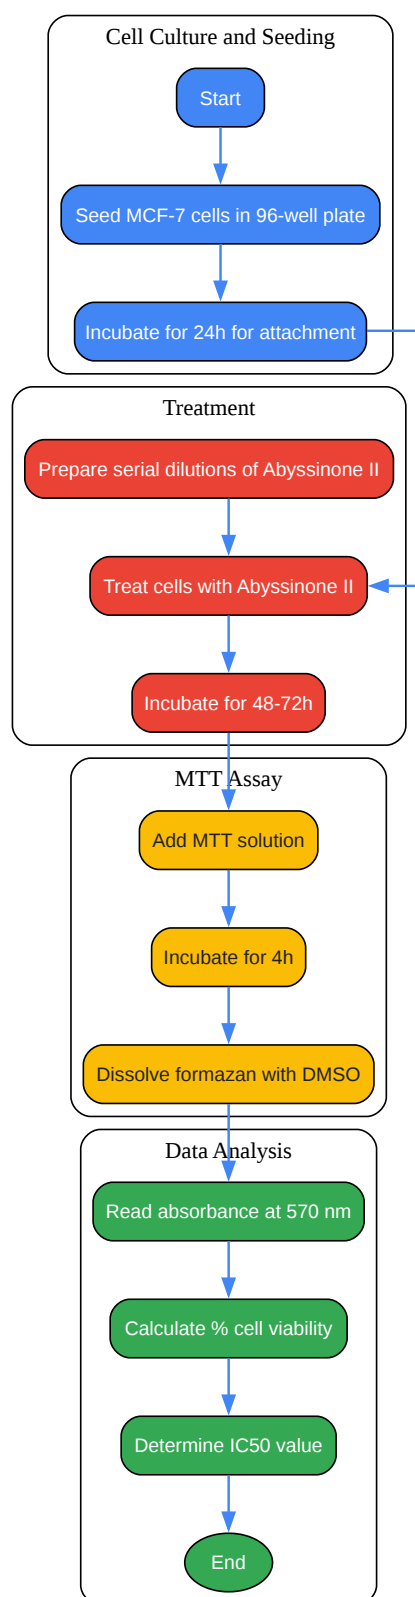 Cell Culture and Seeding
Start
Seed MCF-7 cells in 96-well plate
Incubate for 24h for attachment
Treatment
Prepare serial dilutions of Abyssinone II
Treat cells with Abyssinone II
Incubate for 48-72h
MTT Assay
Add MTT solution
Incubate for 4h
Dissolve formazan with DMSO
Data Analysis
Read absorbance at 570 nm
Calculate % cell viability
Determine IC50 value
End